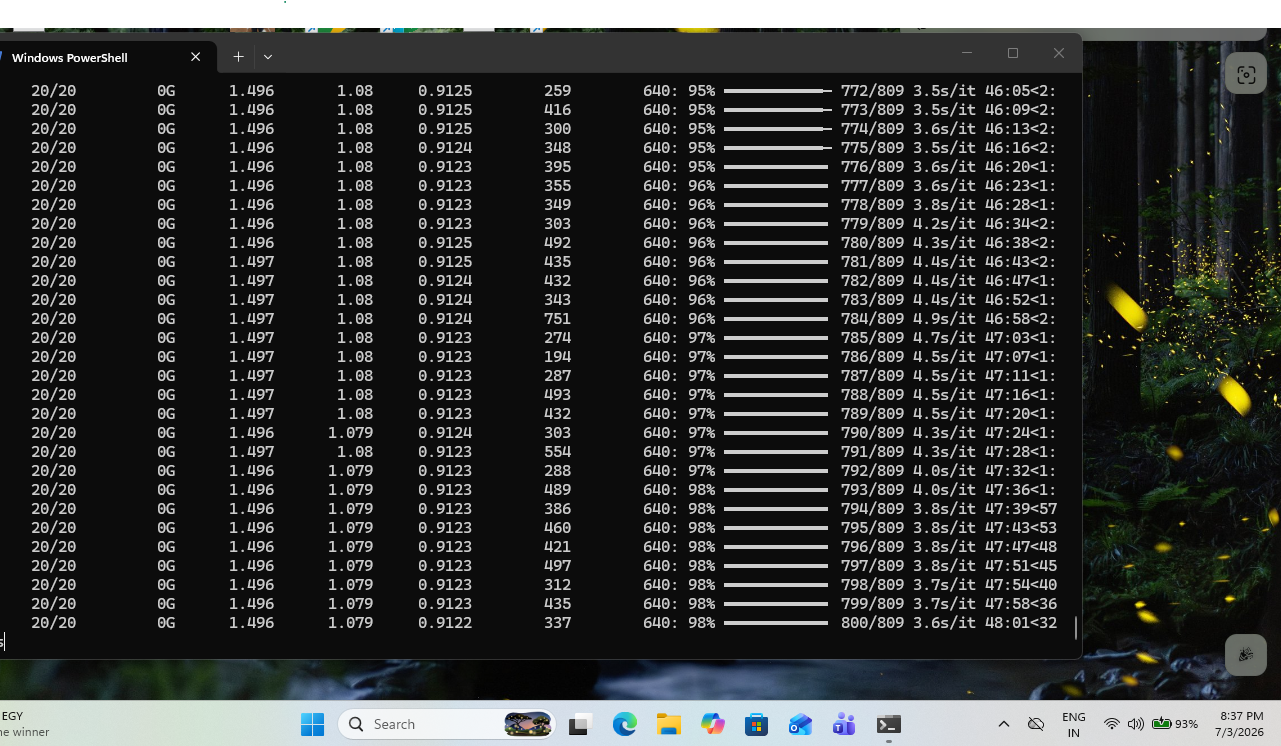 Windows PowerShell
20/20 0G 1.496 1.08 0.9125 259 640: 95% 772/809 3.5s/it 46:05<2:
20/20 0G 1.496 1.08 0.9125 416 640: 95% 773/809 3.5s/it 46:09<2:
20/20 0G 1.496 1.08 0.9125 300 640: 95% 774/809 3.6s/it 46:13<2:
20/20 0G 1.496 1.08 0.9124 348 640: 95% 775/809 3.5s/it 46:16<2:
20/20 0G 1.496 1.08 0.9123 395 640: 95% 776/809 3.6s/it 46:20<1:
20/20 0G 1.496 1.08 0.9123 355 640: 96% 777/809 3.6s/it 46:23<1:
20/20 0G 1.496 1.08 0.9123 349 640: 96% 778/809 3.8s/it 46:28<1:
20/20 0G 1.496 1.08 0.9123 303 640: 96% 779/809 4.2s/it 46:34<2:
20/20 0G 1.496 1.08 0.9125 492 640: 96% 780/809 4.3s/it 46:38<2:
20/20 0G 1.497 1.08 0.9125 435 640: 96% 781/809 4.4s/it 46:43<2:
20/20 0G 1.497 1.08 0.9124 432 640: 96% 782/809 4.4s/it 46:47<1:
20/20 0G 1.497 1.08 0.9124 343 640: 96% 783/809 4.4s/it 46:52<1:
20/20 0G 1.497 1.08 0.9124 751 640: 96% 784/809 4.9s/it 46:58<2:
20/20 0G 1.497 1.08 0.9123 274 640: 97% 785/809 4.7s/it 47:03<1:
20/20 0G 1.497 1.08 0.9123 194 640: 97% 786/809 4.5s/it 47:07<1:
20/20 0G 1.497 1.08 0.9123 287 640: 97% 787/809 4.5s/it 47:11<1:
20/20 0G 1.497 1.08 0.9123 493 640: 97% 788/809 4.5s/it 47:16<1:
20/20 0G 1.497 1.08 0.9123 432 640: 97% 789/809 4.5s/it 47:20<1:
20/20 0G 1.496 1.079 0.9124 303 640: 97% 790/809 4.3s/it 47:24<1:
20/20 0G 1.497 1.08 0.9123 554 640: 97% 791/809 4.3s/it 47:28<1:
20/20 0G 1.496 1.079 0.9123 288 640: 97% 792/809 4.0s/it 47:32<1:
20/20 0G 1.496 1.079 0.9123 489 640: 98% 793/809 4.0s/it 47:36<1:
20/20 0G 1.496 1.079 0.9123 386 640: 98% 794/809 3.8s/it 47:39<57
20/20 0G 1.496 1.079 0.9123 460 640: 98% 795/809 3.8s/it 47:43<53
20/20 0G 1.496 1.079 0.9123 421 640: 98% 796/809 3.8s/it 47:47<48
20/20 0G 1.496 1.079 0.9123 497 640: 98% 797/809 3.8s/it 47:51<45
20/20 0G 1.496 1.079 0.9123 312 640: 98% 798/809 3.7s/it 47:54<40
20/20 0G 1.496 1.079 0.9123 435 640: 98% 799/809 3.7s/it 47:58<36
20/20 0G 1.496 1.079 0.9122 337 640: 98% 800/809 3.6s/it 48:01<32
s
EGY
he winner
Search
ENG
IN
93%
8:37 PM
7/3/2026